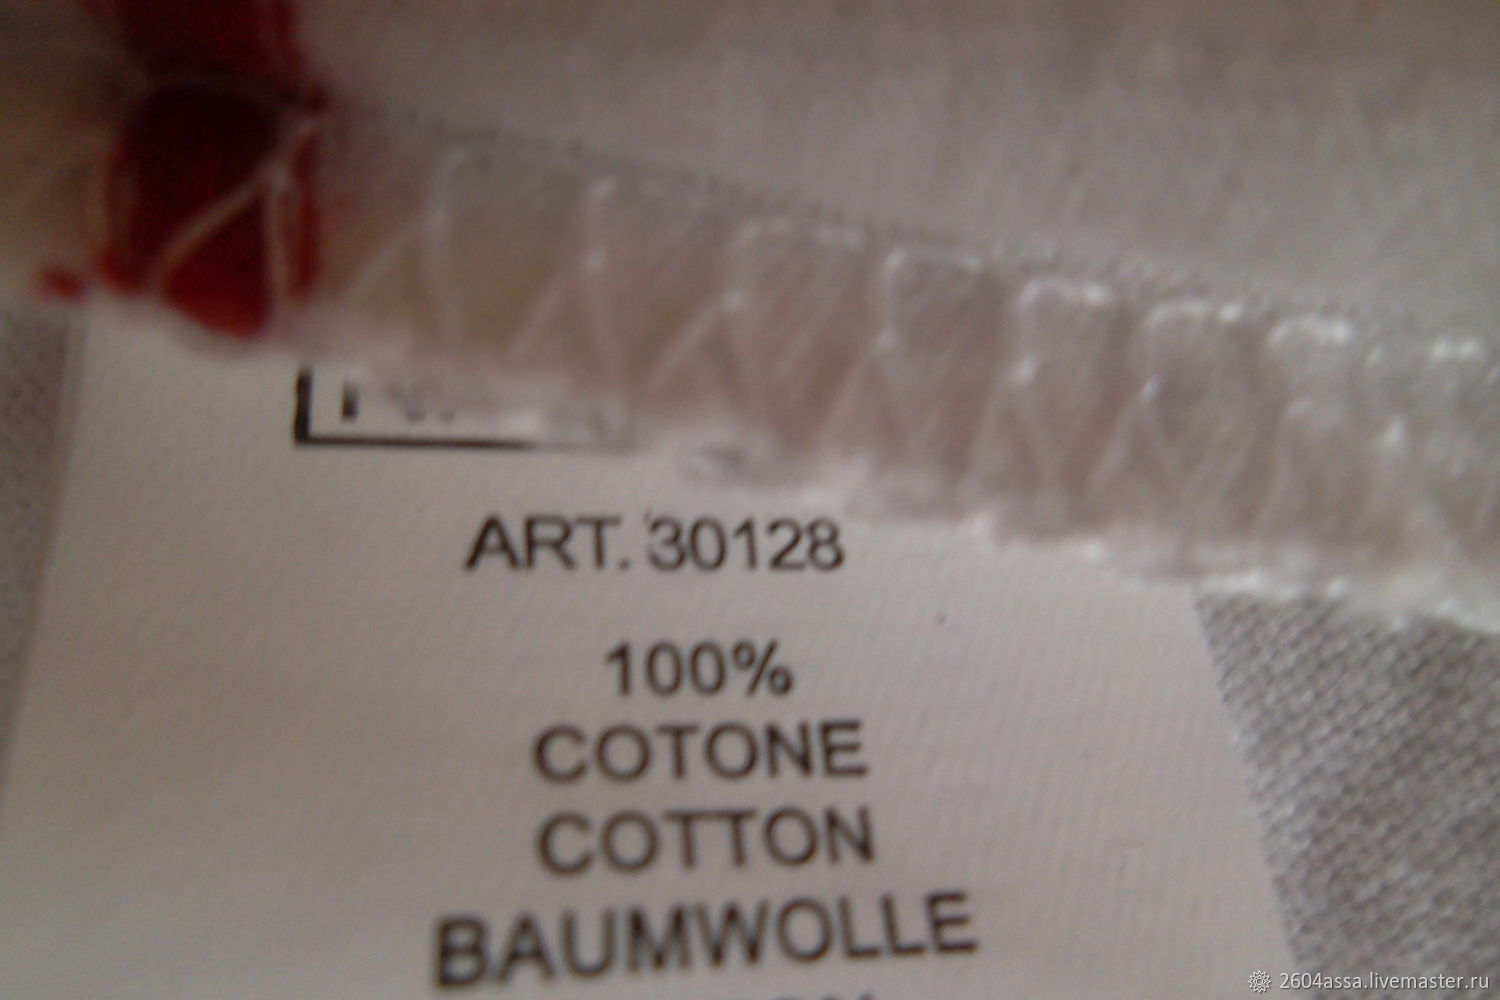 ART. 30128
100%
COTONE
COTTON
BAUMWOLLE
2604assa.livemaster.ru